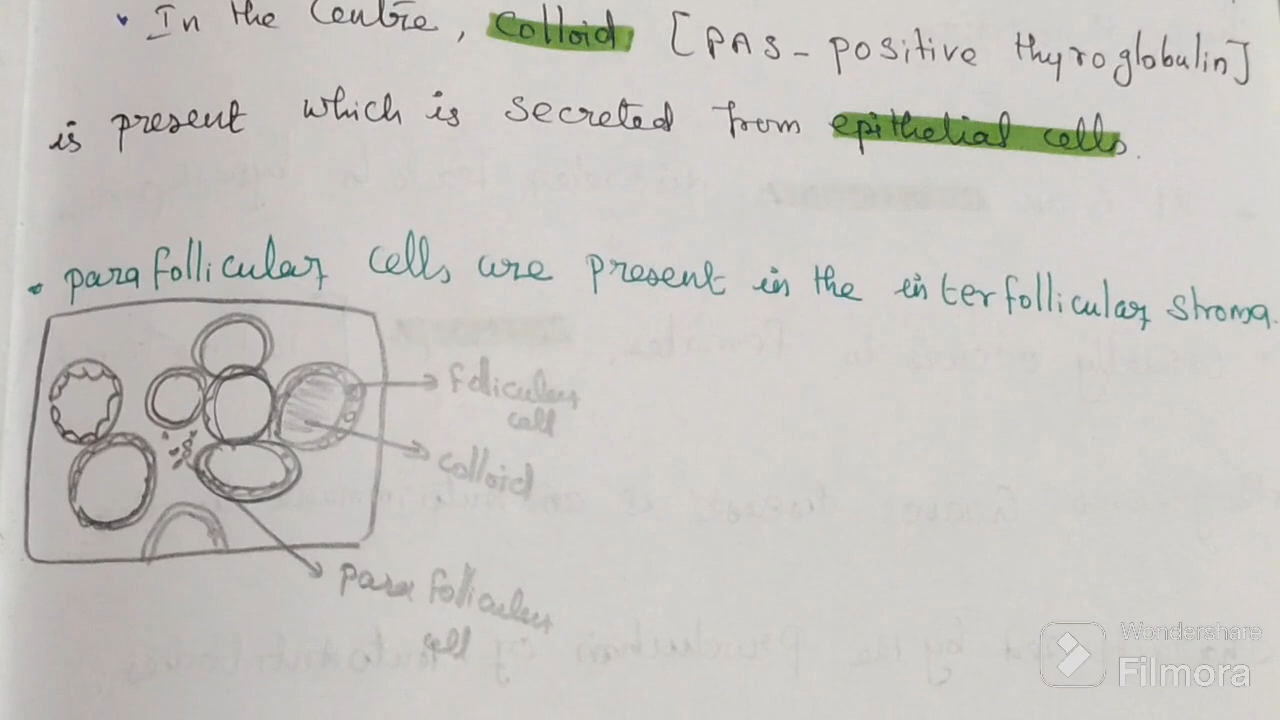 In the Centre, Colloid [PAS - positive thyroglobulin]
is present which is secreted from epithelial cells.
parafollicular cells are present in the interfollicular stroma.
follicular
cell
colloid
para follicular
cell
Wondershare
Filmora